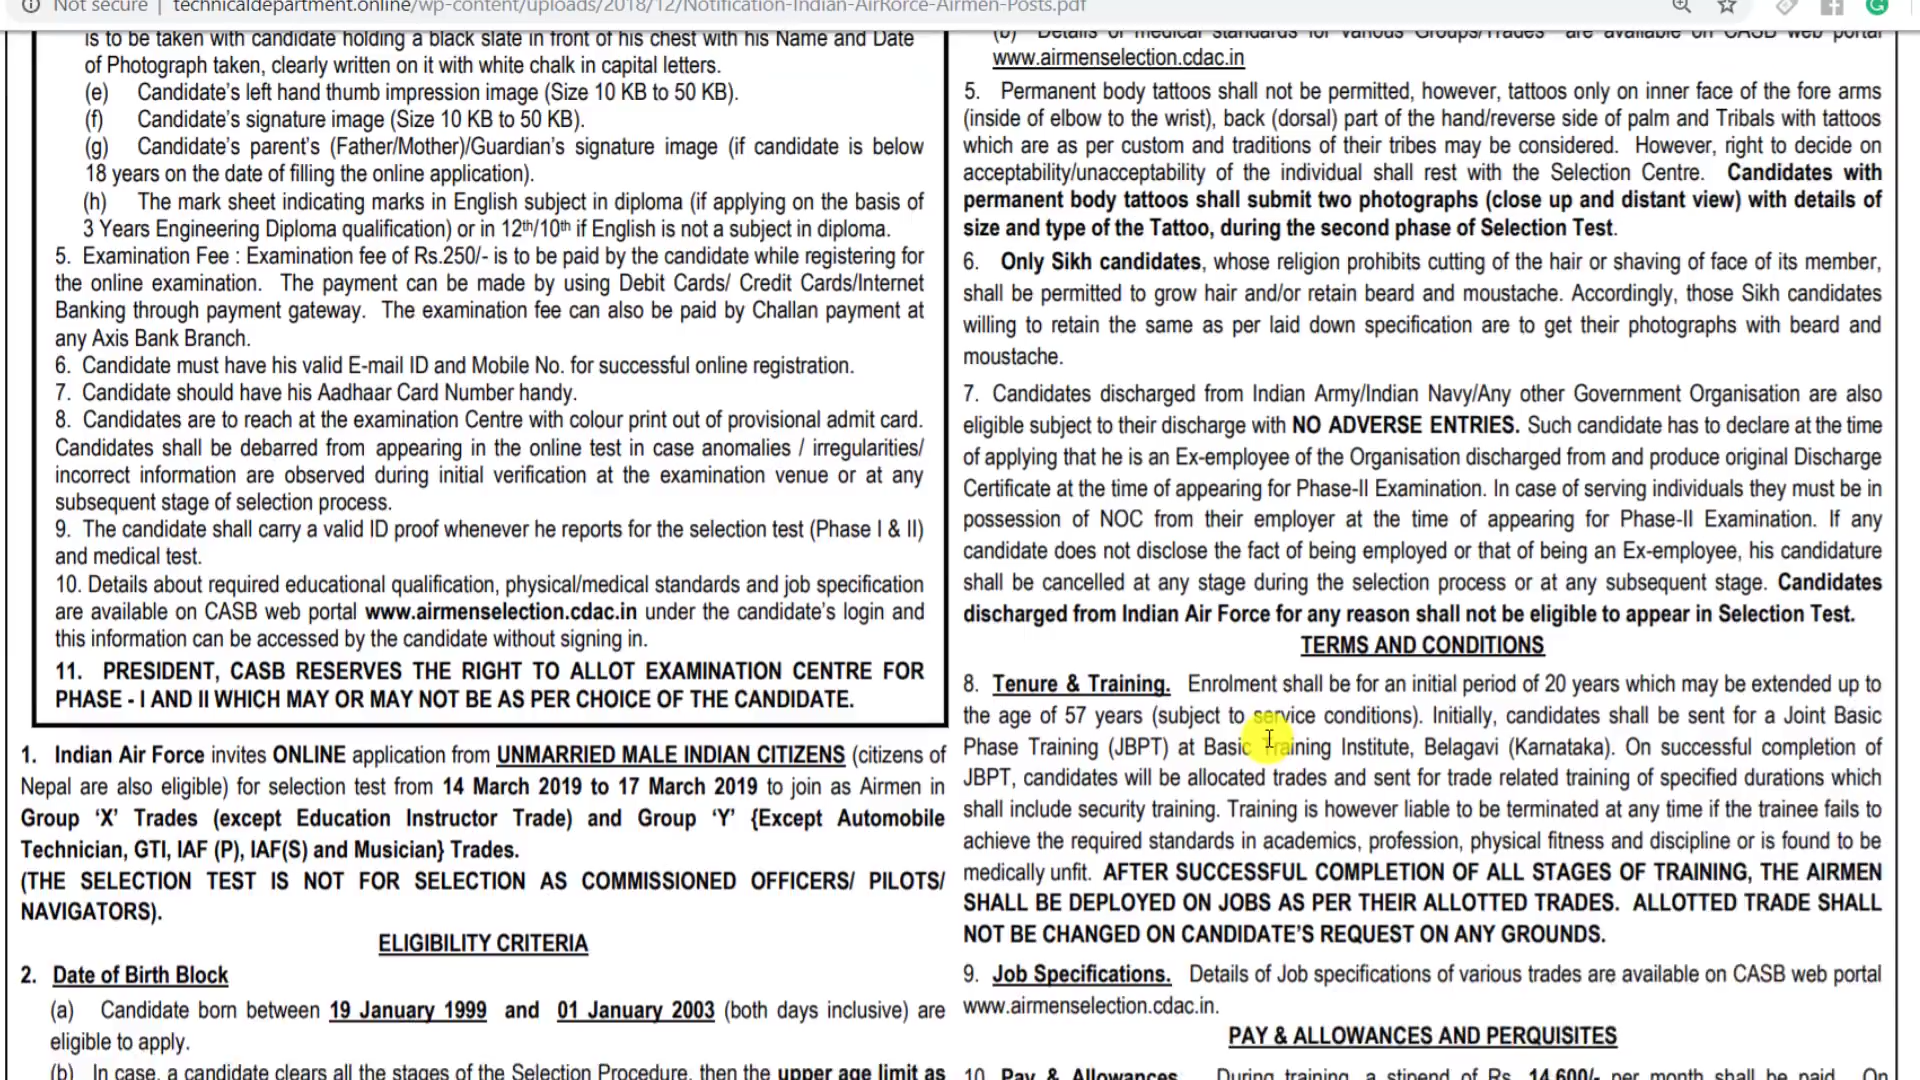 Not secure | technicaldepartment.online/wp-content/uploads/2018/12/Notification-Indian-AirRorce-Airmen-Posts.pdf
is to be taken with candidate holding a black slate in front of his chest with his Name and Date
of Photograph taken, clearly written on it with white chalk in capital letters.
(e) Candidate's left hand thumb impression image (Size 10 KB to 50 KB).
(f) Candidate's signature image (Size 10 KB to 50 KB).
(g) Candidate's parent's (Father/Mother)/Guardian's signature image (if candidate is below
18 years on the date of filling the online application).
(h) The mark sheet indicating marks in English subject in diploma (if applying on the basis of
3 Years Engineering Diploma qualification) or in 12th/10th if English is not a subject in diploma.
5. Examination Fee : Examination fee of Rs.250/- is to be paid by the candidate while registering for
the online examination. The payment can be made by using Debit Cards/ Credit Cards/Internet
Banking through payment gateway. The examination fee can also be paid by Challan payment at
any Axis Bank Branch.
6. Candidate must have his valid E-mail ID and Mobile No. for successful online registration.
7. Candidate should have his Aadhaar Card Number handy.
8. Candidates are to reach at the examination Centre with colour print out of provisional admit card.
Candidates shall be debarred from appearing in the online test in case anomalies / irregularities/
incorrect information are observed during initial verification at the examination venue or at any
subsequent stage of selection process.
9. The candidate shall carry a valid ID proof whenever he reports for the selection test (Phase I & II)
and medical test.
10. Details about required educational qualification, physical/medical standards and job specification
are available on CASB web portal www.airmenselection.cdac.in under the candidate's login and
this information can be accessed by the candidate without signing in.
11. PRESIDENT, CASB RESERVES THE RIGHT TO ALLOT EXAMINATION CENTRE FOR
PHASE - I AND II WHICH MAY OR MAY NOT BE AS PER CHOICE OF THE CANDIDATE.
1. Indian Air Force invites ONLINE application from UNMARRIED MALE INDIAN CITIZENS (citizens of
Nepal are also eligible) for selection test from 14 March 2019 to 17 March 2019 to join as Airmen in
Group 'X' Trades (except Education Instructor Trade) and Group 'Y' {Except Automobile
Technician, GTI, IAF (P), IAF(S) and Musician} Trades.
(THE SELECTION TEST IS NOT FOR SELECTION AS COMMISSIONED OFFICERS/ PILOTS/
NAVIGATORS).
ELIGIBILITY CRITERIA
2. Date of Birth Block
(a) Candidate born between 19 January 1999 and 01 January 2003 (both days inclusive) are
eligible to apply.
(b) In case, a candidate clears all the stages of the Selection Procedure, then the upper age limit as
(b) Details of medical standards for various Groups/Trades are available on CASB web portal
www.airmenselection.cdac.in
5. Permanent body tattoos shall not be permitted, however, tattoos only on inner face of the fore arms
(inside of elbow to the wrist), back (dorsal) part of the hand/reverse side of palm and Tribals with tattoos
which are as per custom and traditions of their tribes may be considered. However, right to decide on
acceptability/unacceptability of the individual shall rest with the Selection Centre. Candidates with
permanent body tattoos shall submit two photographs (close up and distant view) with details of
size and type of the Tattoo, during the second phase of Selection Test.
6. Only Sikh candidates, whose religion prohibits cutting of the hair or shaving of face of its member,
shall be permitted to grow hair and/or retain beard and moustache. Accordingly, those Sikh candidates
willing to retain the same as per laid down specification are to get their photographs with beard and
moustache.
7. Candidates discharged from Indian Army/Indian Navy/Any other Government Organisation are also
eligible subject to their discharge with NO ADVERSE ENTRIES. Such candidate has to declare at the time
of applying that he is an Ex-employee of the Organisation discharged from and produce original Discharge
Certificate at the time of appearing for Phase-II Examination. In case of serving individuals they must be in
possession of NOC from their employer at the time of appearing for Phase-II Examination. If any
candidate does not disclose the fact of being employed or that of being an Ex-employee, his candidature
shall be cancelled at any stage during the selection process or at any subsequent stage. Candidates
discharged from Indian Air Force for any reason shall not be eligible to appear in Selection Test.
TERMS AND CONDITIONS
8. Tenure & Training. Enrolment shall be for an initial period of 20 years which may be extended up to
the age of 57 years (subject to service conditions). Initially, candidates shall be sent for a Joint Basic
Phase Training (JBPT) at Basic Training Institute, Belagavi (Karnataka). On successful completion of
JBPT, candidates will be allocated trades and sent for trade related training of specified durations which
shall include security training. Training is however liable to be terminated at any time if the trainee fails to
achieve the required standards in academics, profession, physical fitness and discipline or is found to be
medically unfit. AFTER SUCCESSFUL COMPLETION OF ALL STAGES OF TRAINING, THE AIRMEN
SHALL BE DEPLOYED ON JOBS AS PER THEIR ALLOTTED TRADES. ALLOTTED TRADE SHALL
NOT BE CHANGED ON CANDIDATE'S REQUEST ON ANY GROUNDS.
9. Job Specifications. Details of Job specifications of various trades are available on CASB web portal
www.airmenselection.cdac.in.
PAY & ALLOWANCES AND PERQUISITES
10. Pay & Allowances. During training, a stipend of Rs. 14,600/- per month shall be paid. On